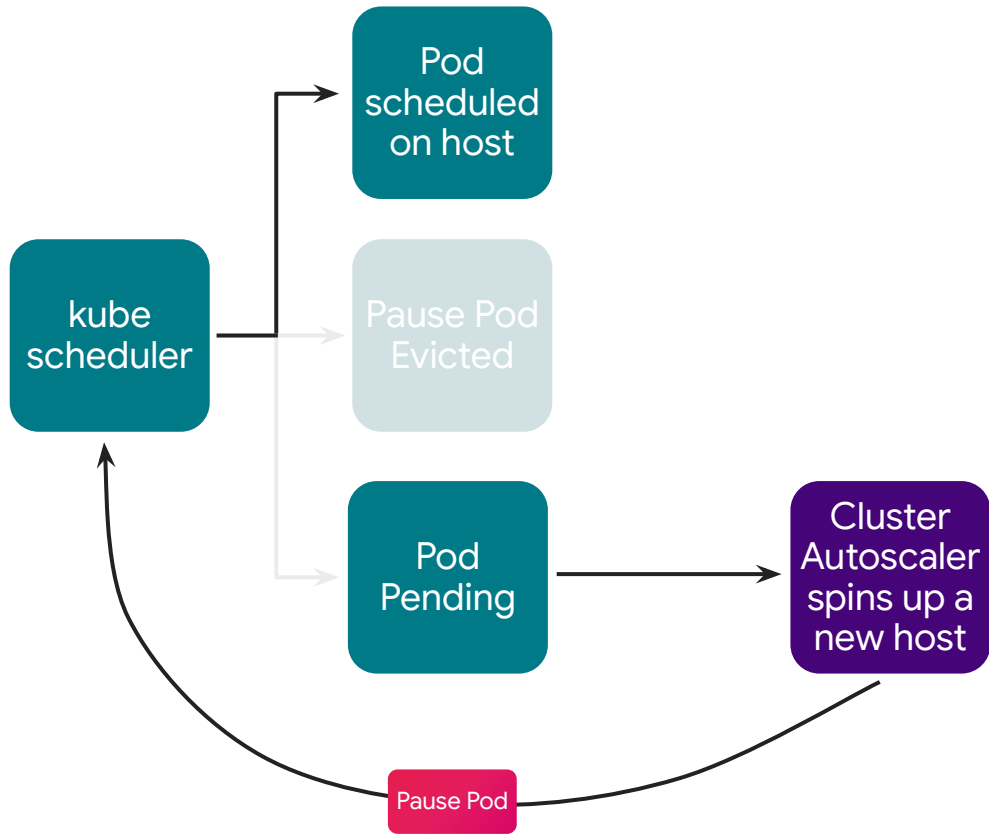 Pod
scheduled
on host
kube
scheduler
Pause Pod
Evicted
Pod
Pending
Cluster
Autoscaler
spins up a
new host
Pause Pod